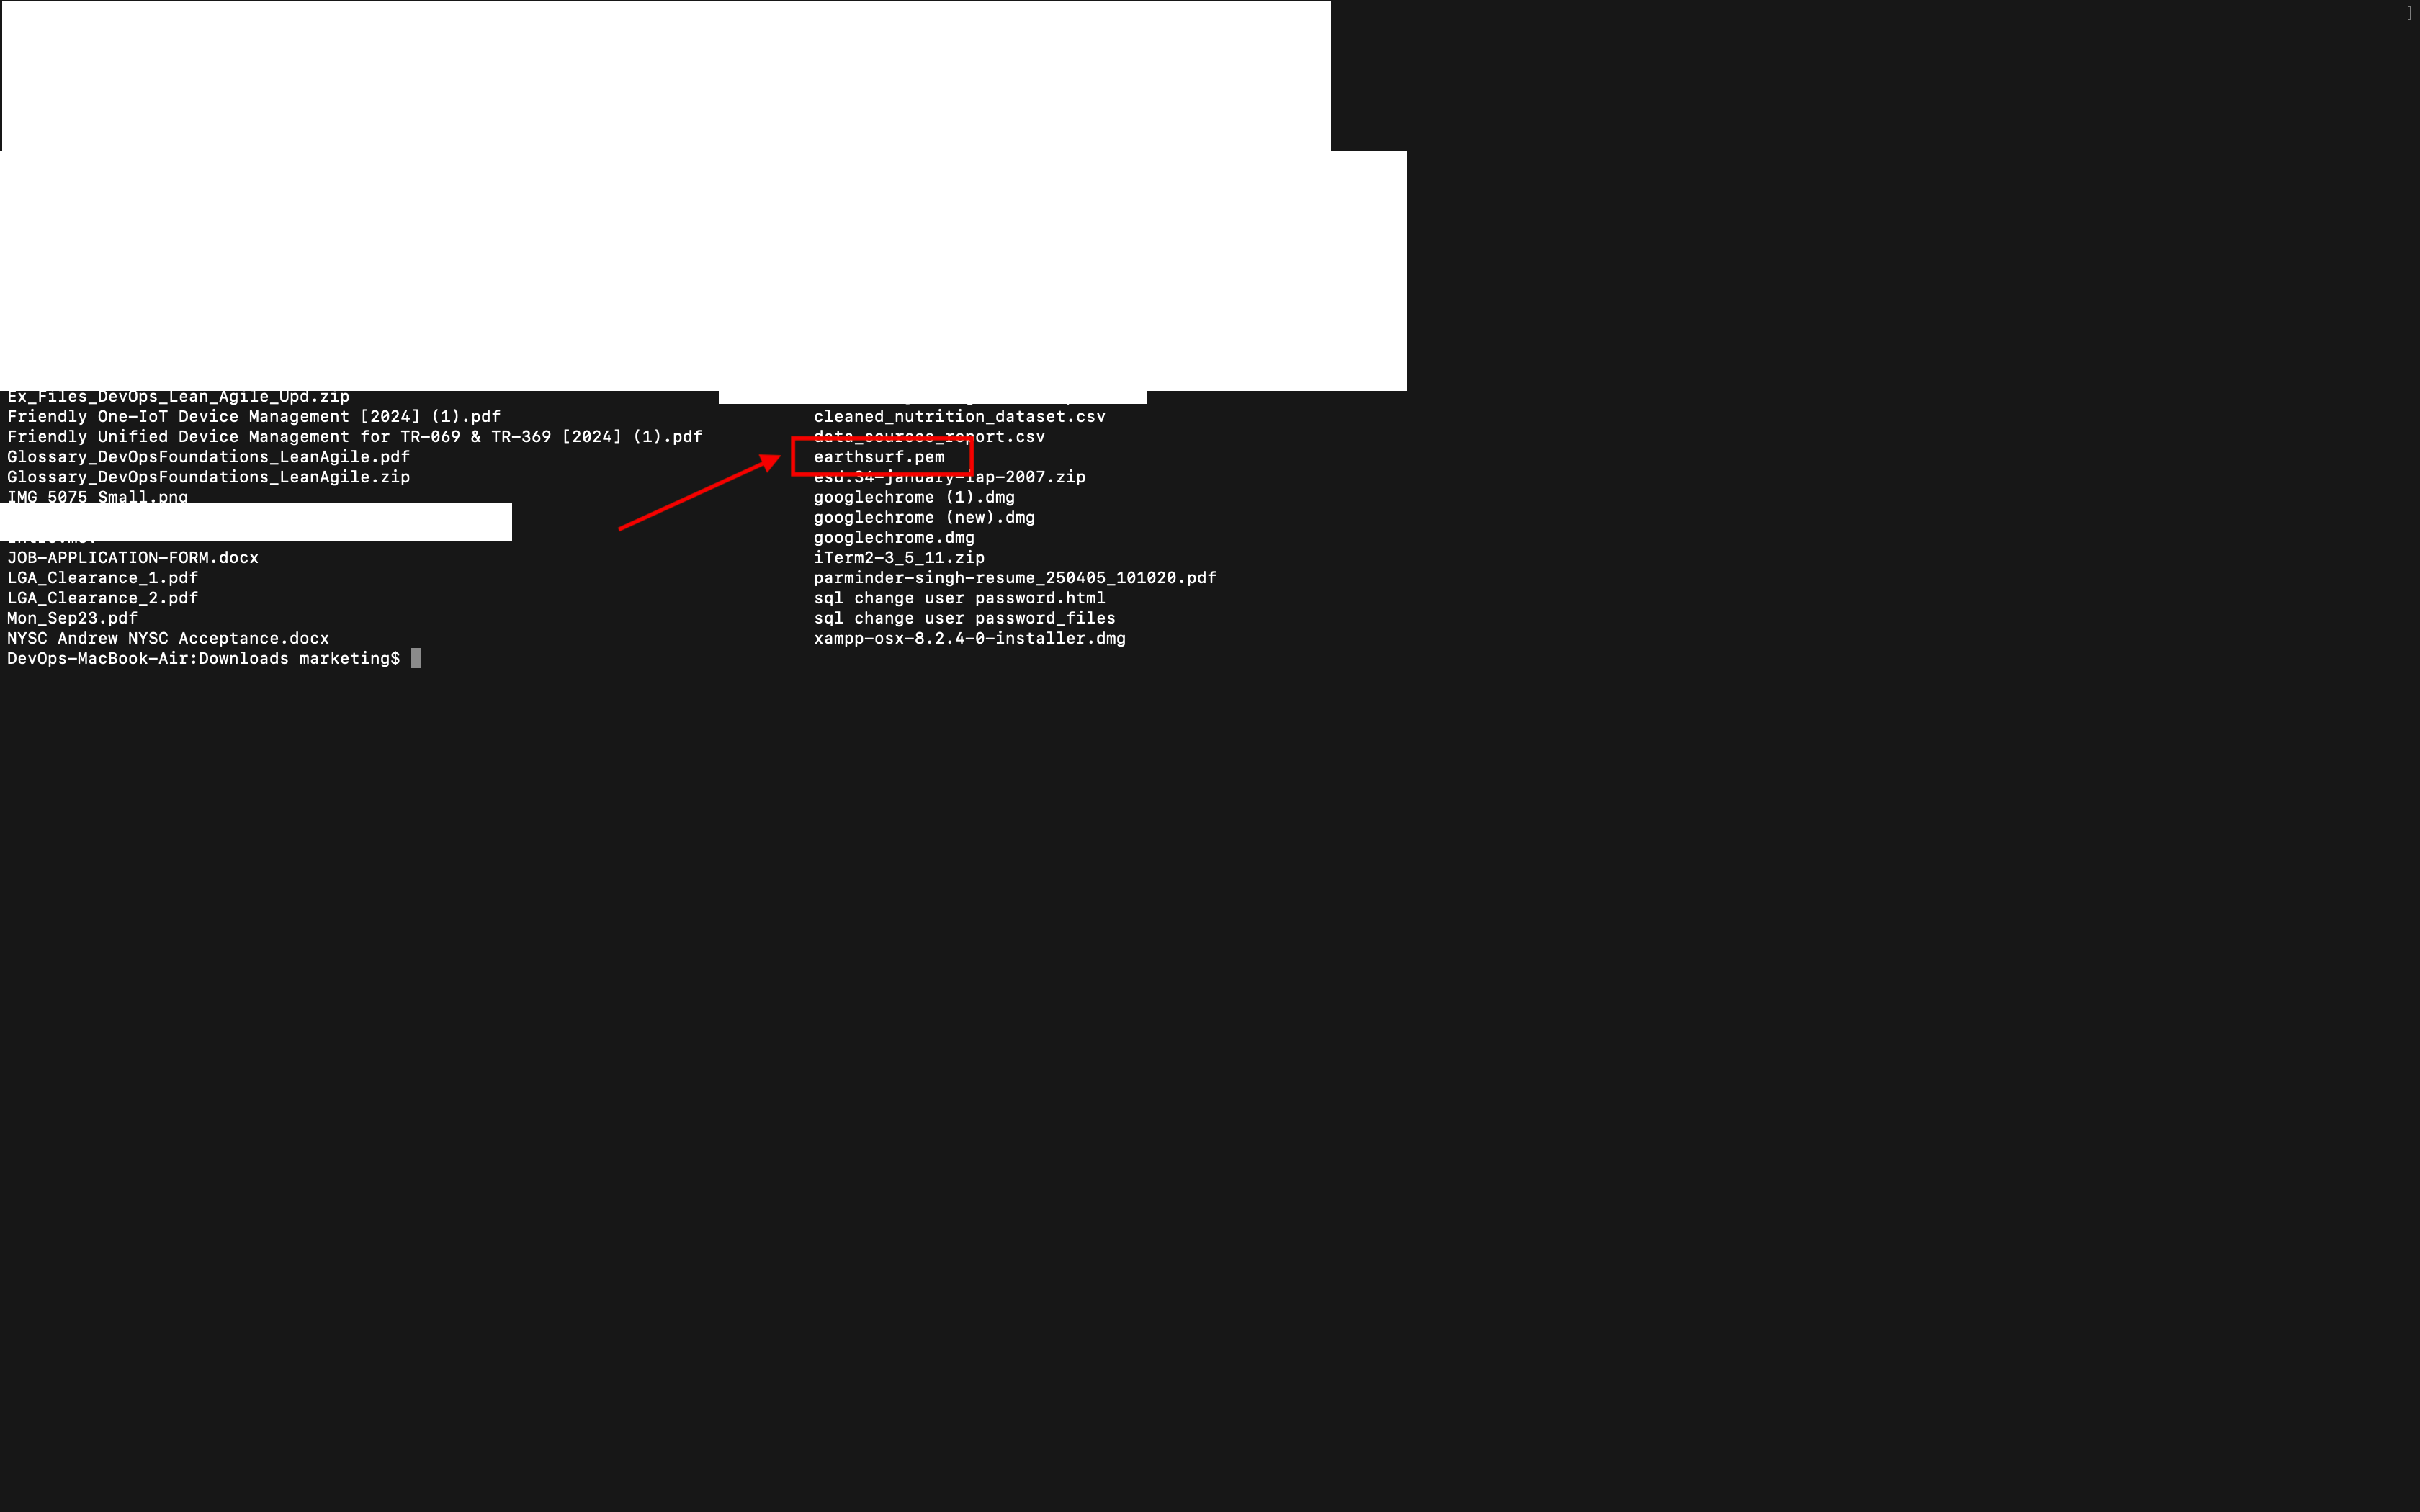 ]
Ex_Files_DevOps_Lean_Agile_Upd.zip
Friendly One-IoT Device Management [2024] (1).pdf cleaned_nutrition_dataset.csv
Friendly Unified Device Management for TR-069 & TR-369 [2024] (1).pdf data_sources_report.csv
Glossary_DevOpsFoundations_LeanAgile.pdf earthsurf.pem
Glossary_DevOpsFoundations_LeanAgile.zip esd.34-january-iap-2007.zip
IMG_5075_Small.png googlechrome (1).dmg
googlechrome (new).dmg
googlechrome.dmg
JOB-APPLICATION-FORM.docx iTerm2-3_5_11.zip
LGA_Clearance_1.pdf parminder-singh-resume_250405_101020.pdf
LGA_Clearance_2.pdf sql change user password.html
Mon_Sep23.pdf sql change user password_files
NYSC Andrew NYSC Acceptance.docx xampp-osx-8.2.4-0-installer.dmg
DevOps-MacBook-Air:Downloads marketing$